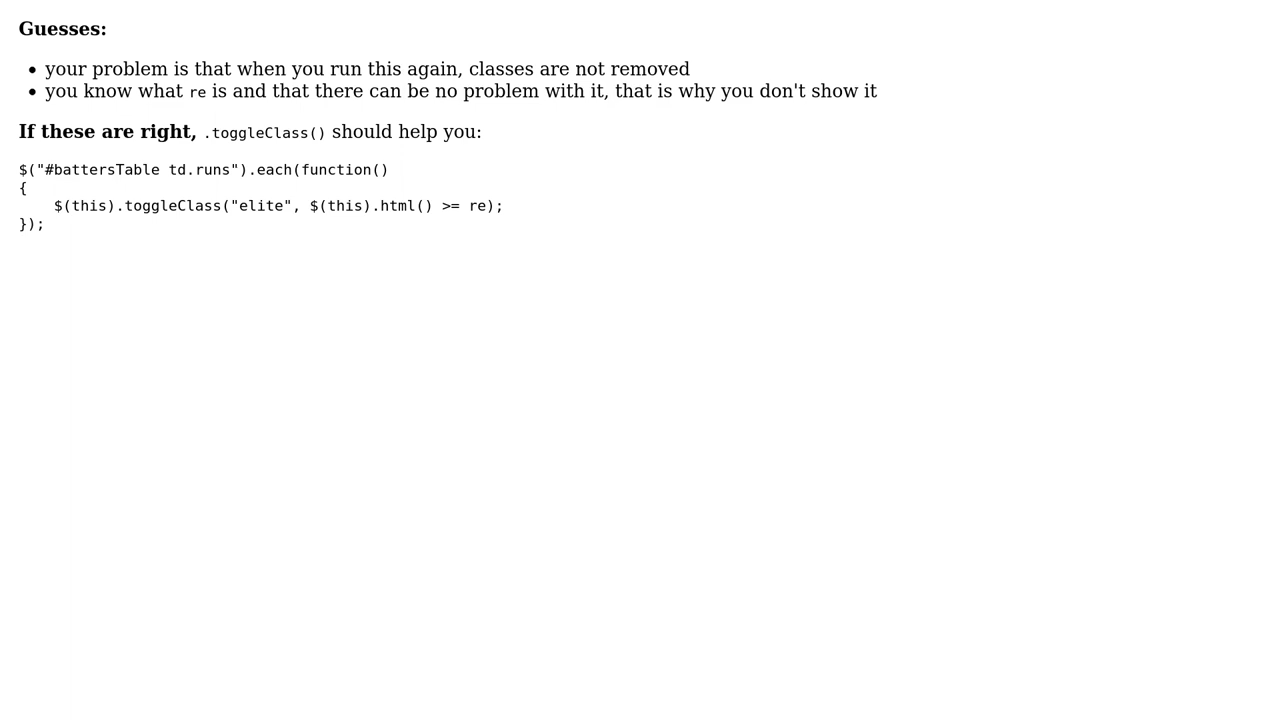 Guesses:
• your problem is that when you run this again, classes are not removed
• you know what re is and that there can be no problem with it, that is why you don't show it
If these are right, .toggleClass() should help you:
$("#battersTable td.runs").each(function()
{
    $(this).toggleClass("elite", $(this).html() >= re);
});